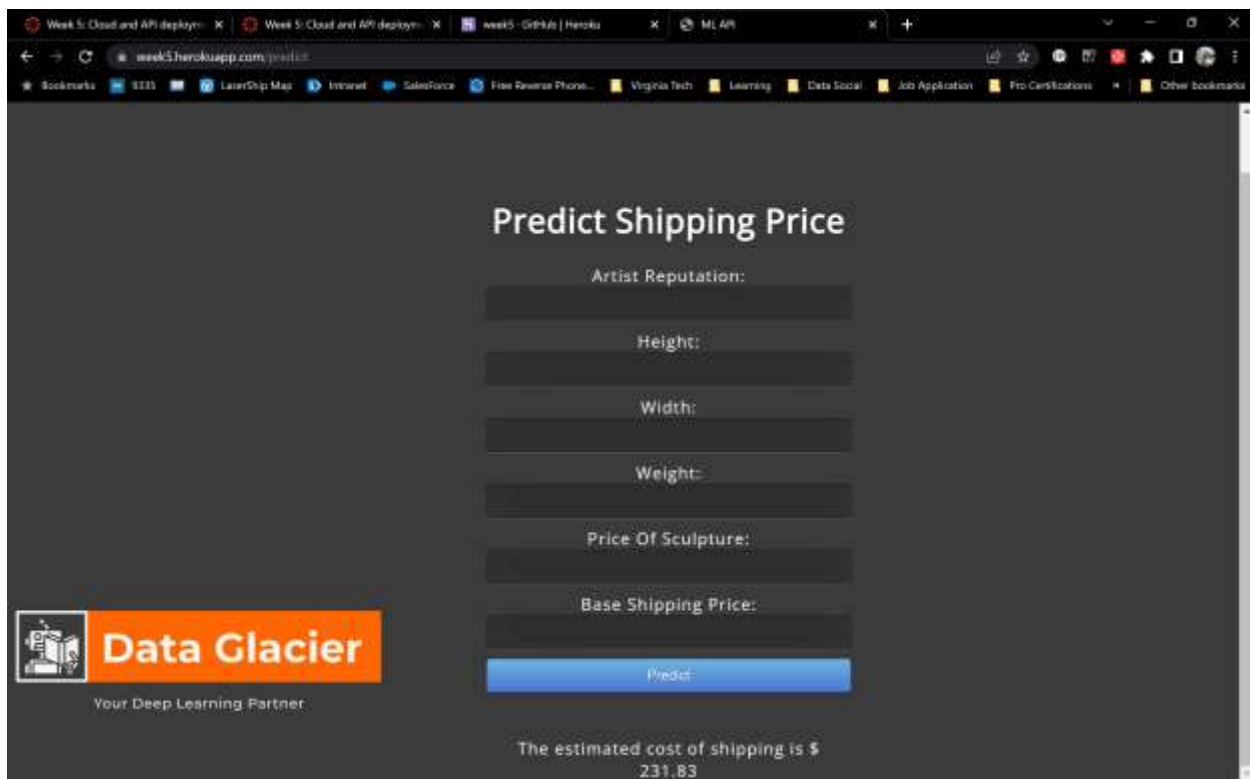 Week 5: Cloud and API deploym
Week 5: Cloud and API deploym
week5 · GitHub | Heroku
ML API
week5.herokuapp.com/predict
Bookmarks
9335
LaserShip Map
Intranet
SalesForce
Free Reverse Phone...
Virginia Tech
Learning
Data Social
Job Application
Pro Certifications
»
Other bookmarks
Predict Shipping Price
Artist Reputation:
Height:
Width:
Weight:
Price Of Sculpture:
Base Shipping Price:
Predict
Data Glacier
Your Deep Learning Partner
The estimated cost of shipping is $
231.83